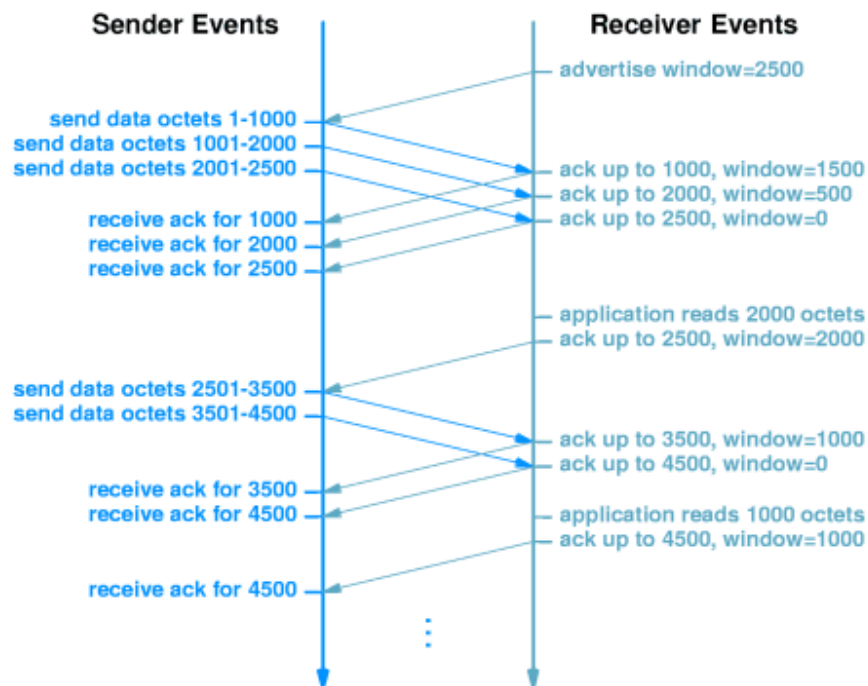 Sender Events
Receiver Events
advertise window=2500
send data octets 1-1000
send data octets 1001-2000
send data octets 2001-2500
ack up to 1000, window=1500
ack up to 2000, window=500
ack up to 2500, window=0
receive ack for 1000
receive ack for 2000
receive ack for 2500
application reads 2000 octets
ack up to 2500, window=2000
send data octets 2501-3500
send data octets 3501-4500
ack up to 3500, window=1000
ack up to 4500, window=0
receive ack for 3500
receive ack for 4500
application reads 1000 octets
ack up to 4500, window=1000
receive ack for 4500